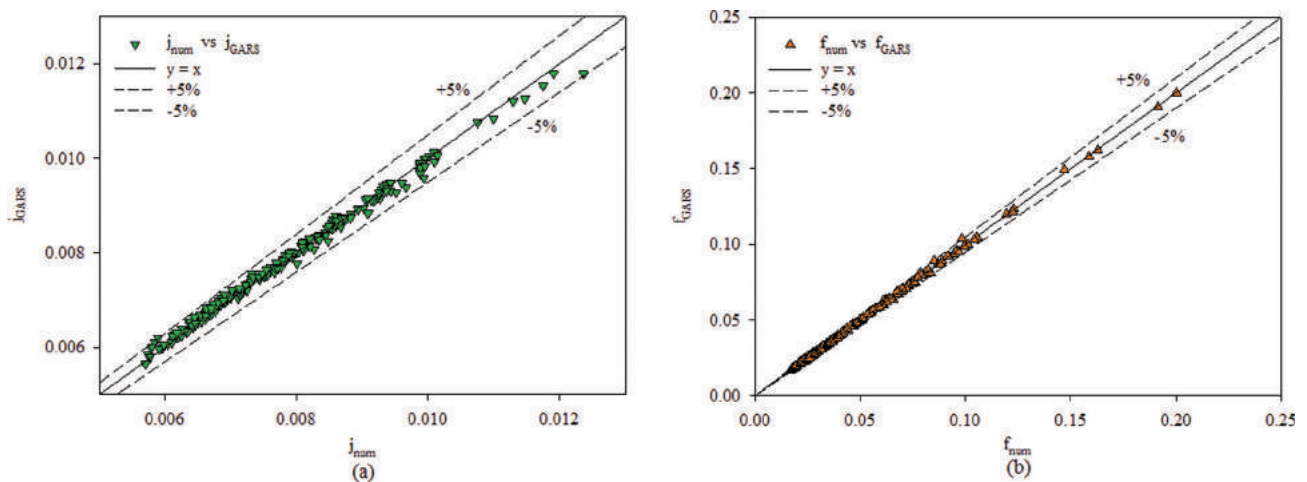 j_num vs j_GARS
y = x
+5%
-5%
+5%
-5%
0.012
0.010
0.008
0.006
j_GARS
0.006
0.008
0.010
0.012
j_num
(a)
f_num vs f_GARS
y = x
+5%
-5%
+5%
-5%
0.25
0.20
0.15
0.10
0.05
0.00
f_GARS
0.00
0.05
0.10
0.15
0.20
0.25
f_num
(b)